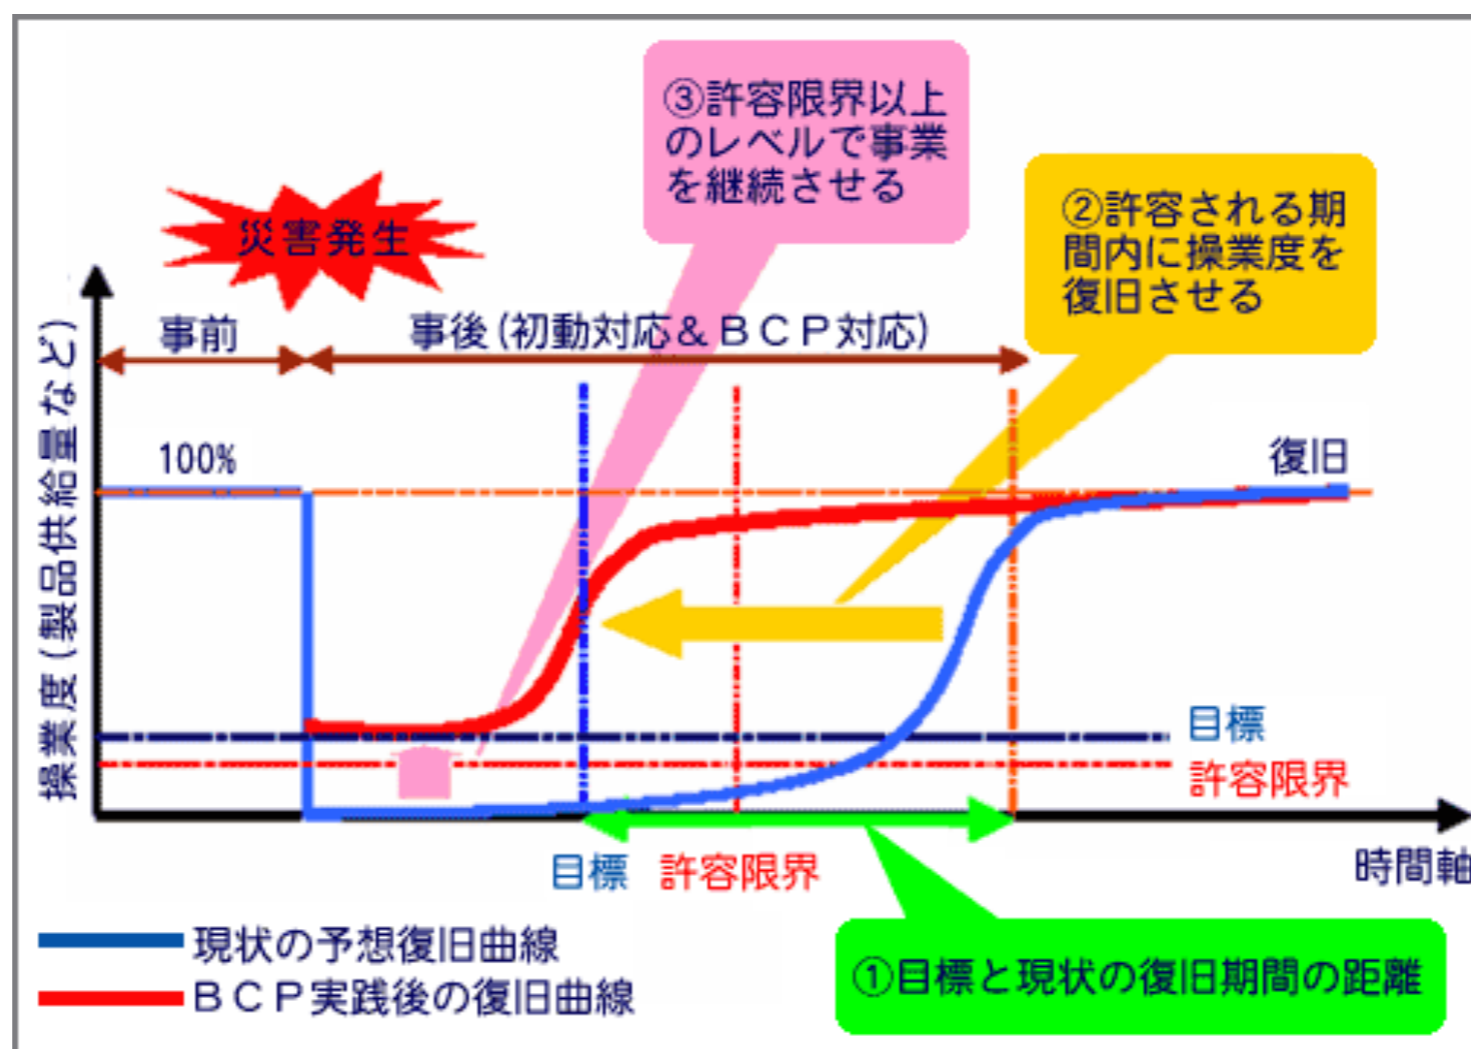 ③許容限界以上
のレベルで事業
を継続させる
②許容される期
間内に操業度を
復旧させる
災害発生
事前
事後(初動対応&BCP対応)
操業度(製品供給量など)
100%
復旧
目標
許容限界
目標 許容限界
時間軸
現状の予想復旧曲線
BCP実践後の復旧曲線
①目標と現状の復旧期間の距離